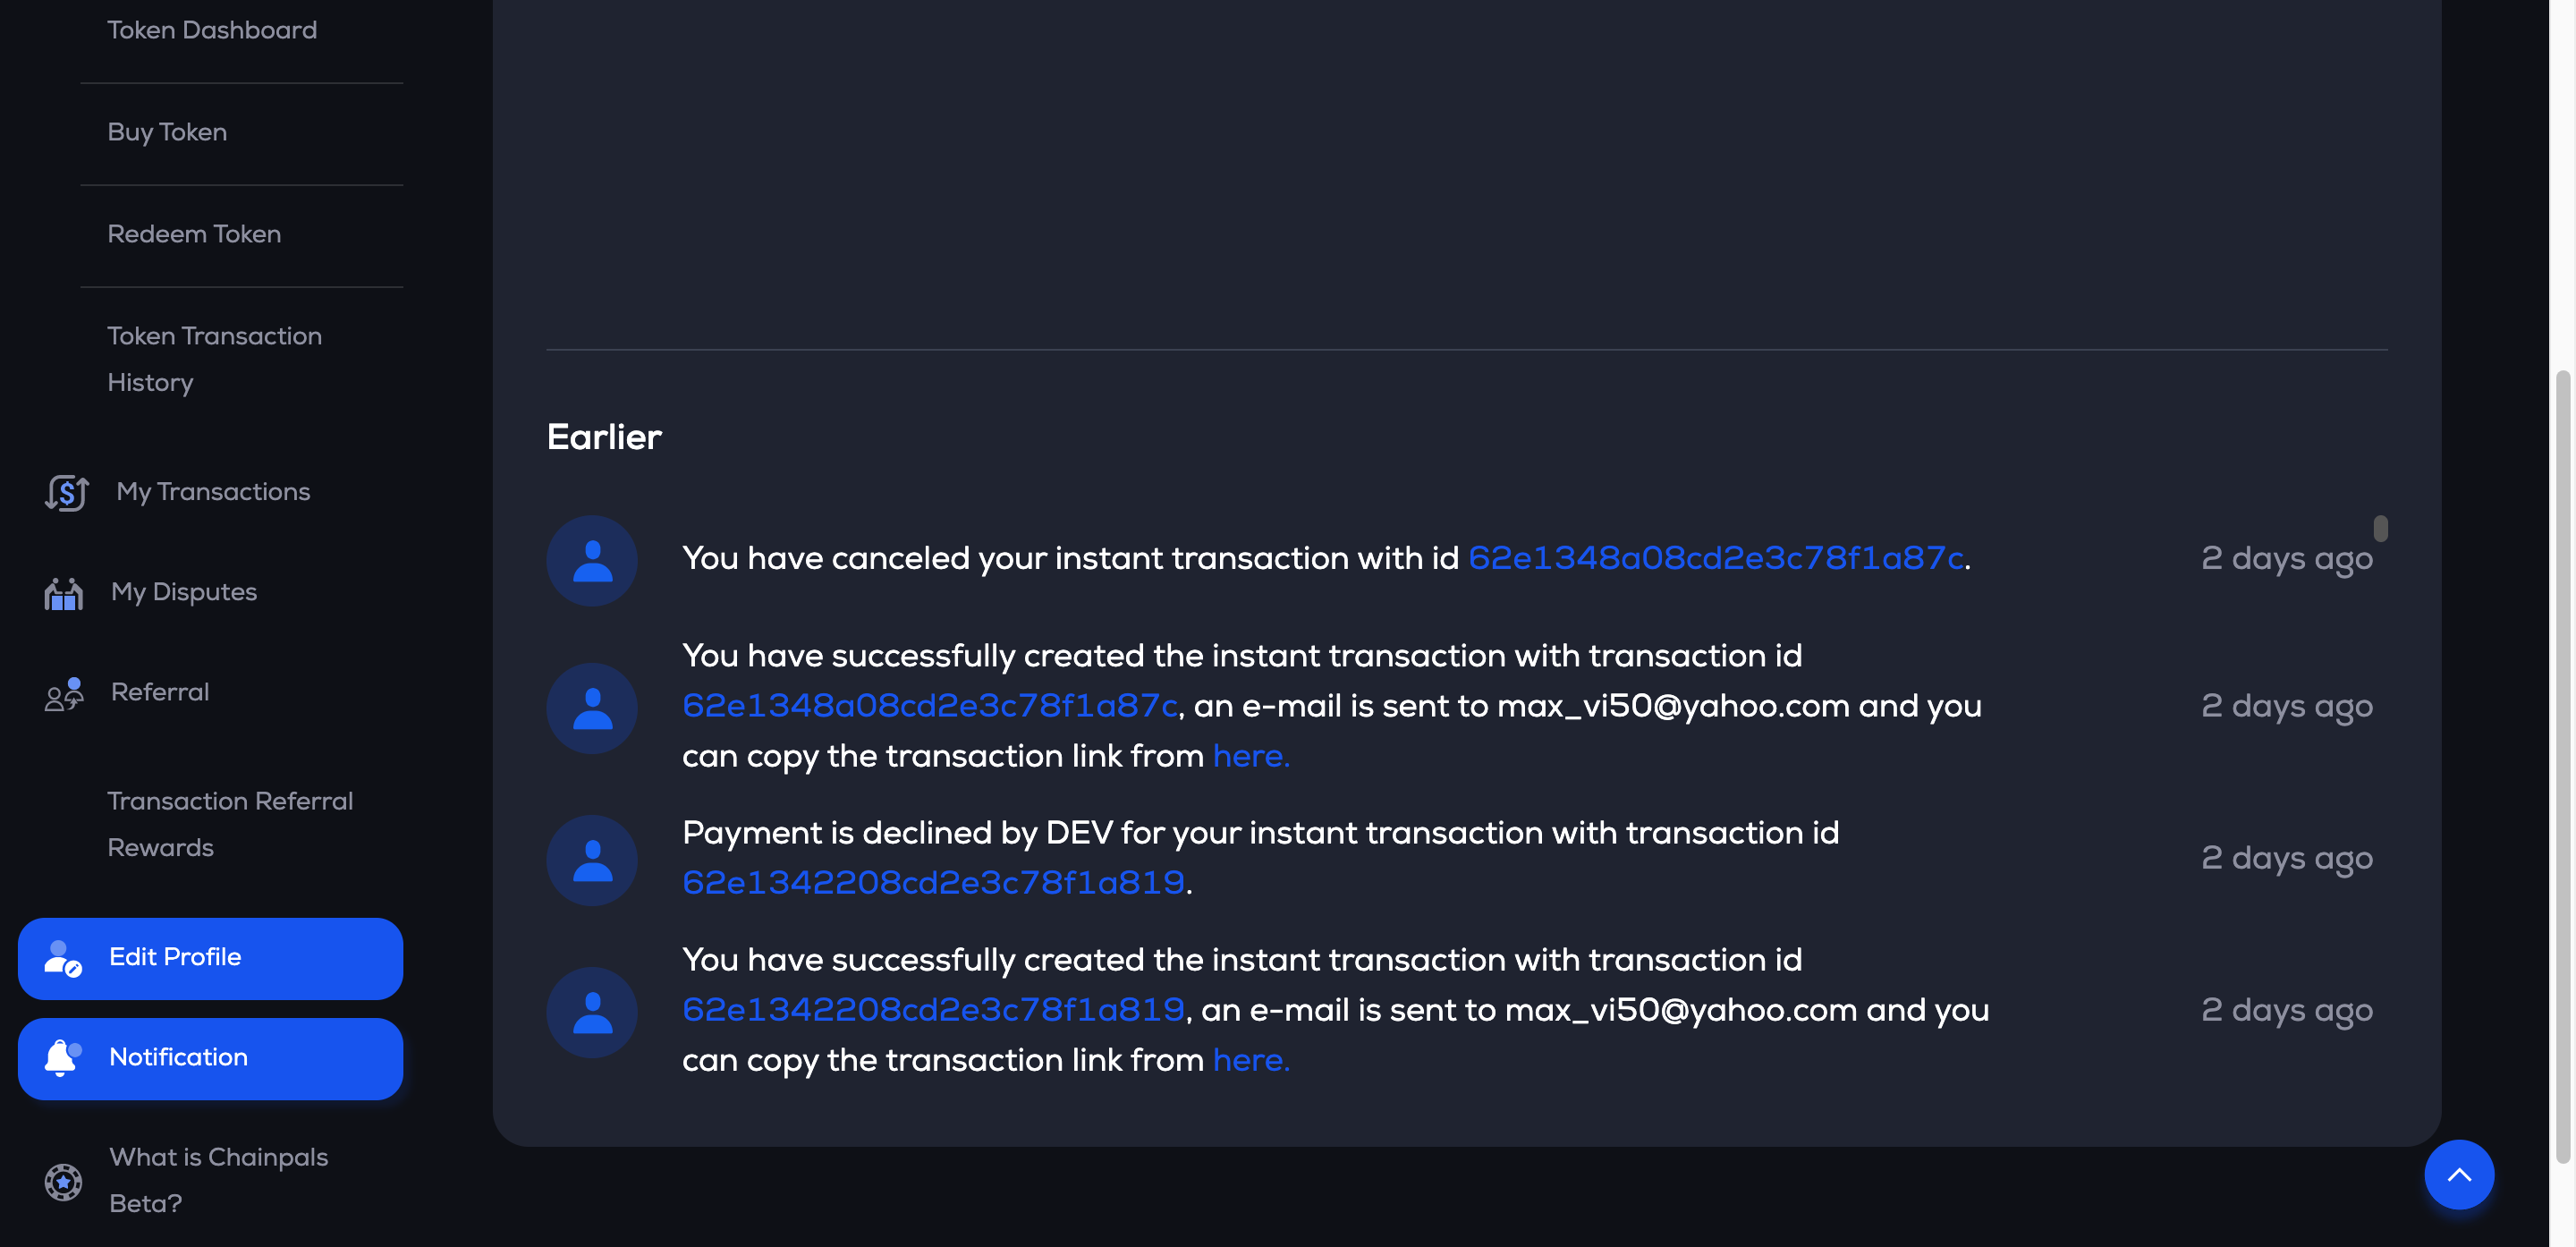 Token Dashboard
Buy Token
Redeem Token
Token Transaction
History
My Transactions
My Disputes
Referral
Transaction Referral
Rewards
Edit Profile
Notification
What is Chainpals
Beta?
Earlier
You have canceled your instant transaction with id 62e1348a08cd2e3c78f1a87c.
2 days ago
You have successfully created the instant transaction with transaction id
62e1348a08cd2e3c78f1a87c, an e-mail is sent to max_vi50@yahoo.com and you
can copy the transaction link from here.
2 days ago
Payment is declined by DEV for your instant transaction with transaction id
62e1342208cd2e3c78f1a819.
2 days ago
You have successfully created the instant transaction with transaction id
62e1342208cd2e3c78f1a819, an e-mail is sent to max_vi50@yahoo.com and you
can copy the transaction link from here.
2 days ago